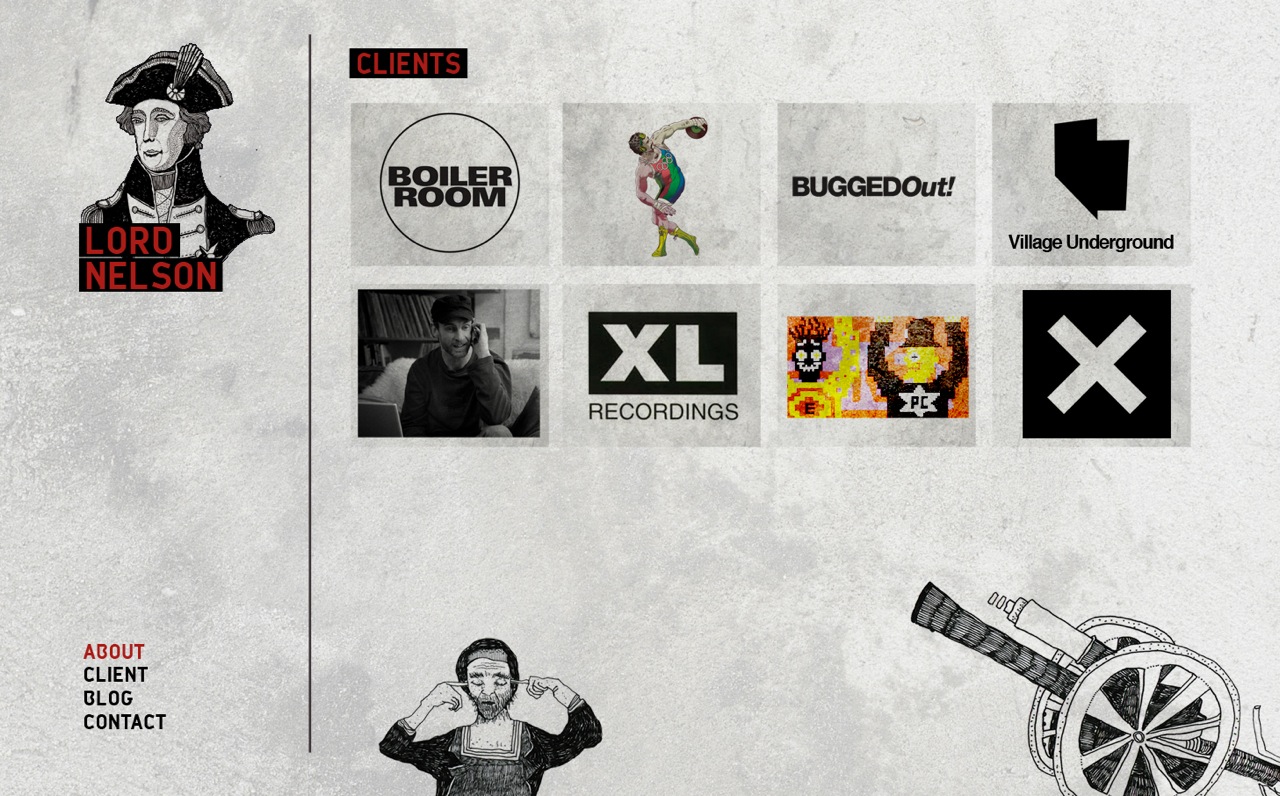 CLIENTS
LORD
NELSON
BOILER
ROOM
BUGGEDOut!
Village Underground
XL
RECORDINGS
E
PC
ABOUT
CLIENT
BLOG
CONTACT